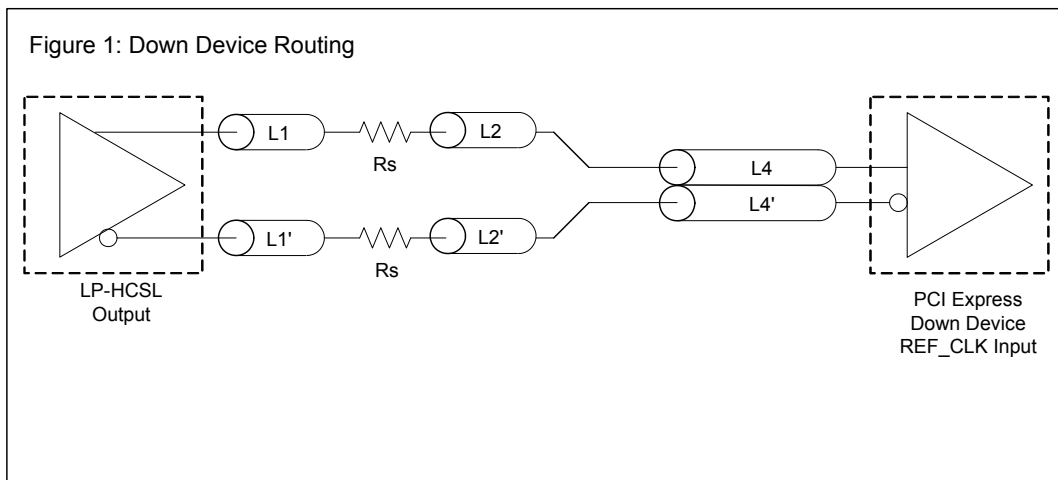 Figure 1: Down Device Routing
L1
Rs
L2
L4
L4'
L1'
Rs
L2'
LP-HCSL
Output
PCI Express
Down Device
REF_CLK Input